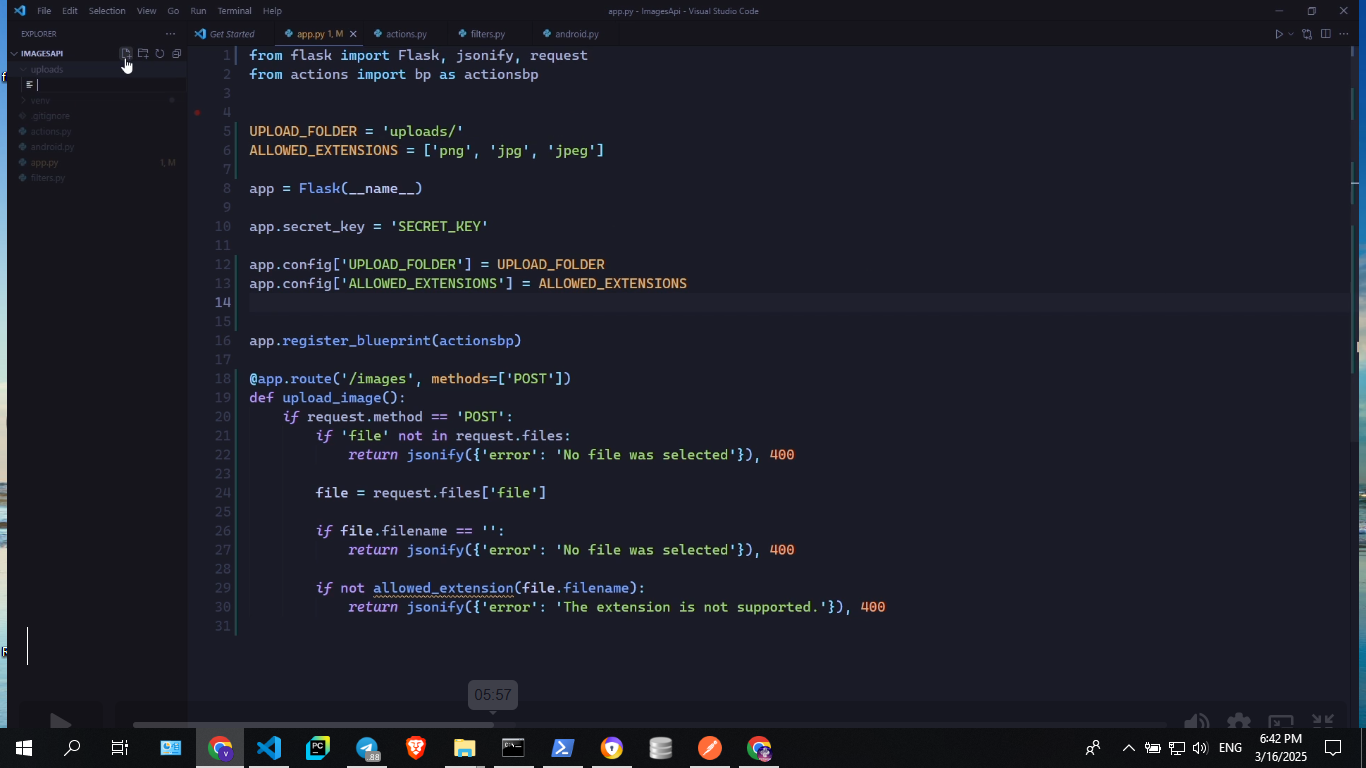 File Edit Selection View Go Run Terminal Help
app.py - ImagesApi - Visual Studio Code
EXPLORER
Get Started
app.py 1, M
actions.py
filters.py
android.py
IMAGESAPI
uploads
venv
.gitignore
actions.py
android.py
app.py 1, M
filters.py
1 from flask import Flask, jsonify, request
2 from actions import bp as actionsbp
3
4
5 UPLOAD_FOLDER = 'uploads/'
6 ALLOWED_EXTENSIONS = ['png', 'jpg', 'jpeg']
7
8 app = Flask(__name__)
9
10 app.secret_key = 'SECRET_KEY'
11
12 app.config['UPLOAD_FOLDER'] = UPLOAD_FOLDER
13 app.config['ALLOWED_EXTENSIONS'] = ALLOWED_EXTENSIONS
14
15
16 app.register_blueprint(actionsbp)
17
18 @app.route('/images', methods=['POST'])
19 def upload_image():
20 if request.method == 'POST':
21 if 'file' not in request.files:
22 return jsonify({'error': 'No file was selected'}), 400
23
24 file = request.files['file']
25
26 if file.filename == '':
27 return jsonify({'error': 'No file was selected'}), 400
28
29 if not allowed_extension(file.filename):
30 return jsonify({'error': 'The extension is not supported.'}), 400
31
05:57
PC
88
ENG
6:42 PM
3/16/2025